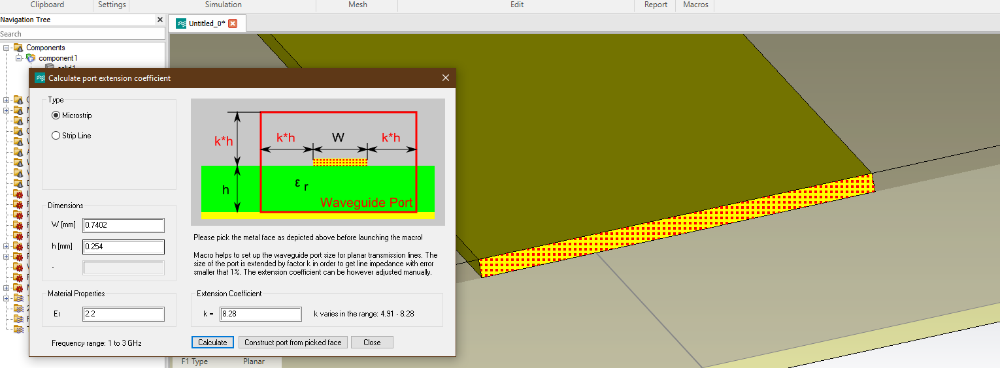 Clipboard
Settings
Simulation
Mesh
Edit
Report
Macros
Navigation Tree
Untitled_0*
Search
Components
component1
Calculate port extension coefficient
Type
Microstrip
Strip Line
k*h
k*h
W
k*h
h
εr
Waveguide Port
Dimensions
W [mm]
0.7402
h [mm]
0.254
-
Please pick the metal face as depicted above before launching the macro!
Macro helps to set up the waveguide port size for planar transmission lines. The
size of the port is extended by factor k in order to get line impedance with error
smaller that 1%. The extension coefficient can be however adjusted manually.
Material Properties
Er
2.2
Extension Coefficient
k =
8.28
k varies in the range: 4.91 - 8.28
Frequency range: 1 to 3 GHz
Calculate
Construct port from picked face
Close
F1 Type
Planar